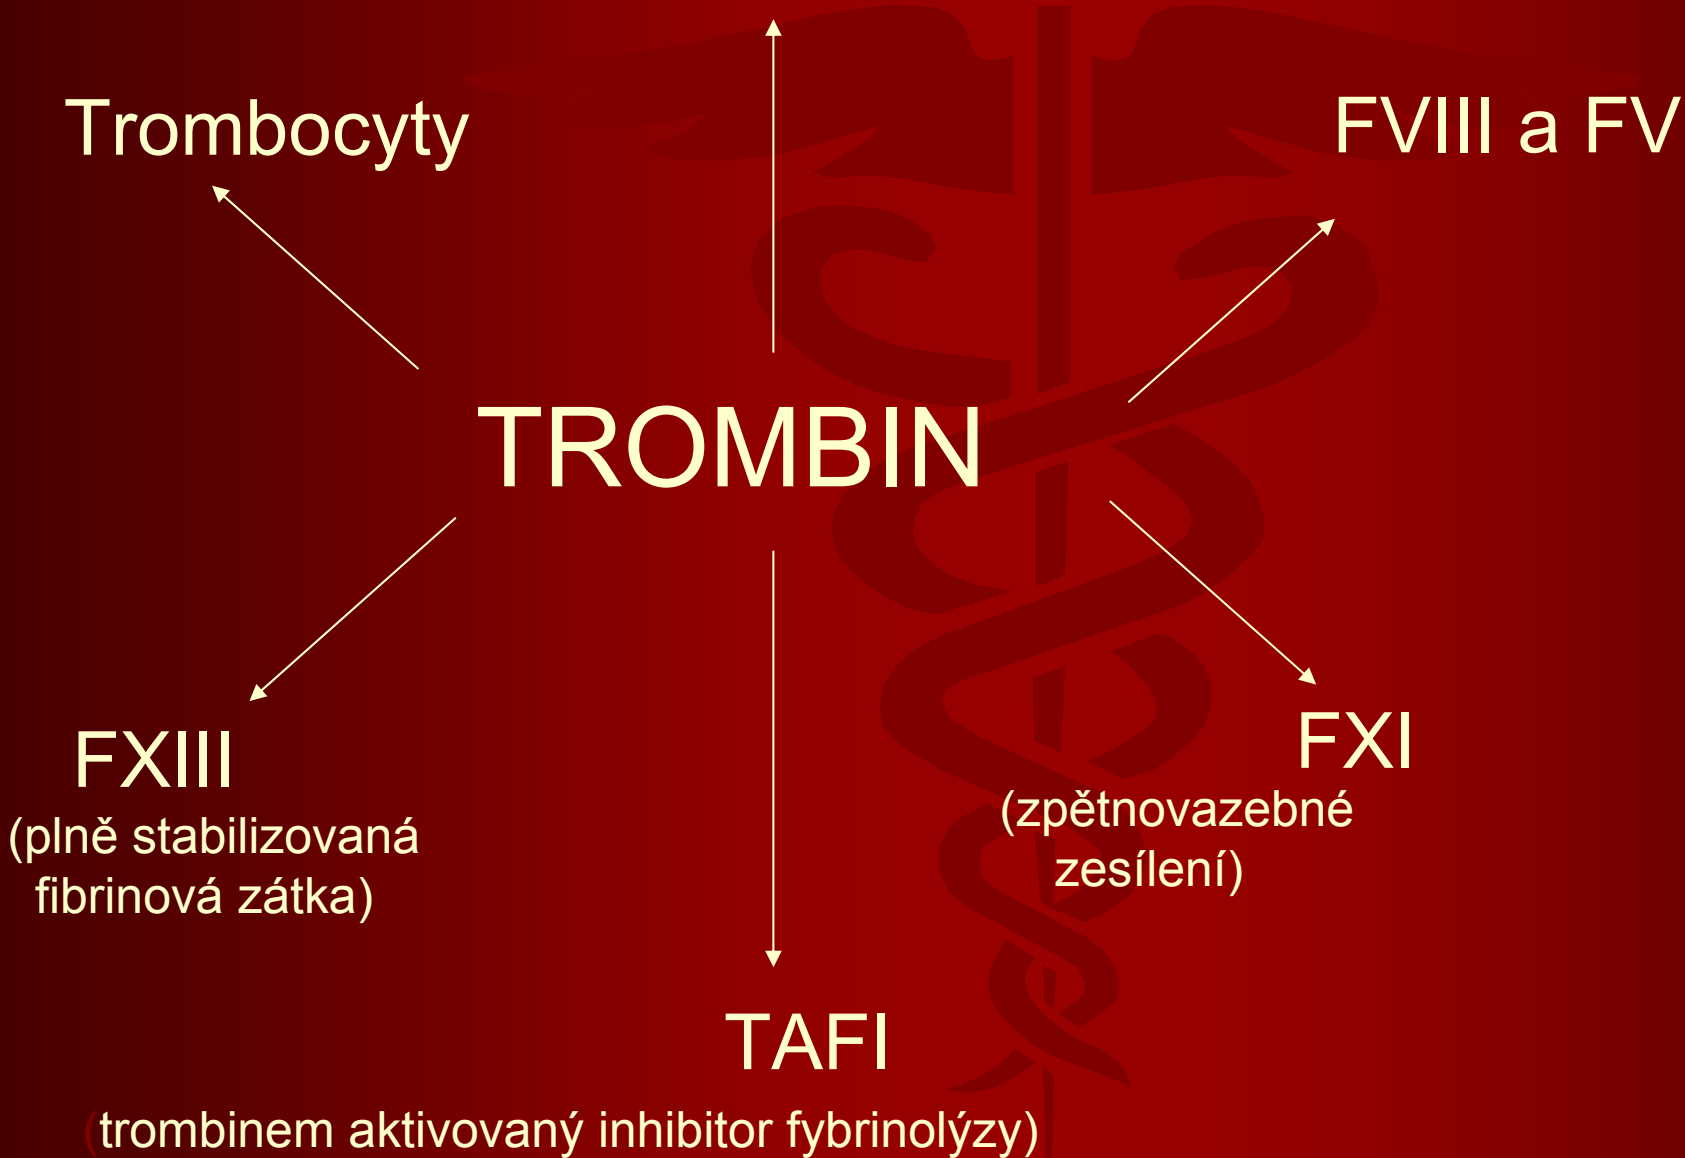 Trombocyty
FVIII a FV
TROMBIN
FXIII
(plně stabilizovaná
fibrinová zátka)
FXI
(zpětnovazebné
zesílení)
TAFI
(trombinem aktivovaný inhibitor fybrinolýzy)